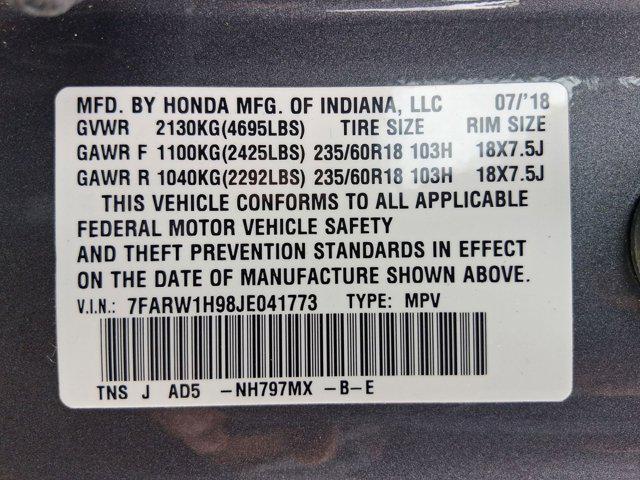 MFD. BY HONDA MFG. OF INDIANA, LLC 07/'18
GVWR 2130KG(4695LBS) TIRE SIZE RIM SIZE
GAWR F 1100KG(2425LBS) 235/60R18 103H 18X7.5J
GAWR R 1040KG(2292LBS) 235/60R18 103H 18X7.5J
THIS VEHICLE CONFORMS TO ALL APPLICABLE
FEDERAL MOTOR VEHICLE SAFETY
AND THEFT PREVENTION STANDARDS IN EFFECT
ON THE DATE OF MANUFACTURE SHOWN ABOVE.
V.I.N.: 7FARW1H98JE041773 TYPE: MPV
TNS J AD5 -NH797MX -B-E